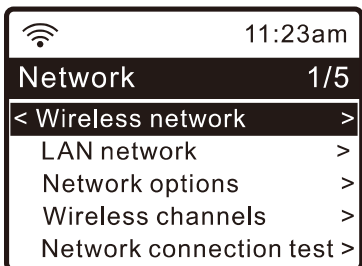 11:23am
Network 1/5
< Wireless network >
LAN network >
Network options >
Wireless channels >
Network connection test >